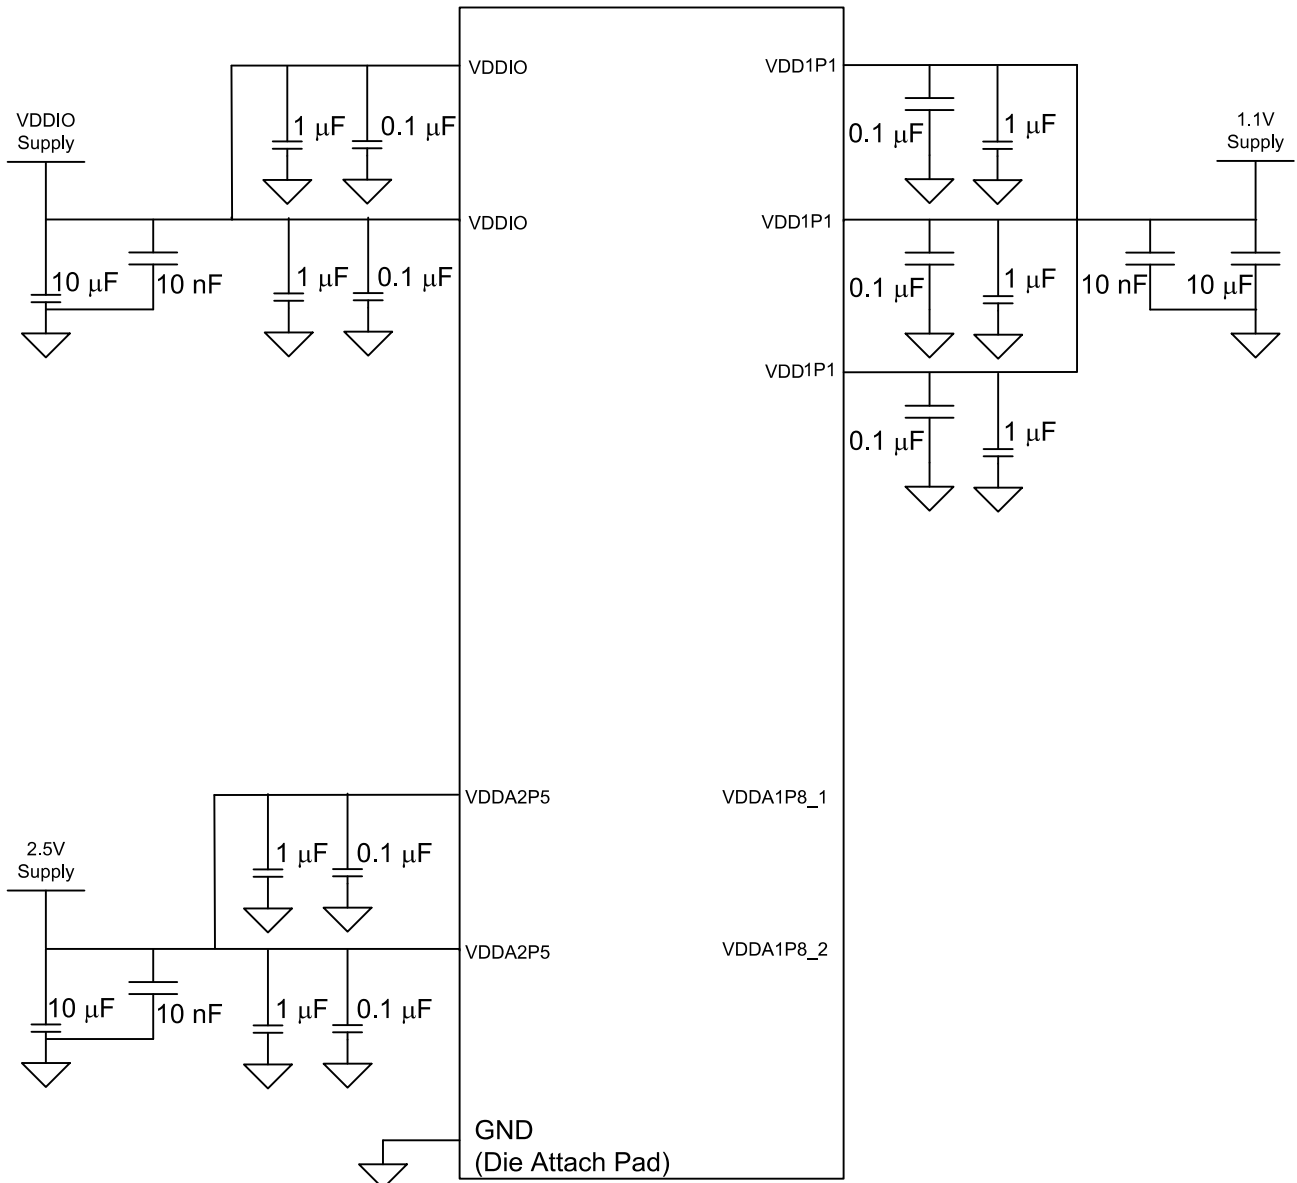 VDDIO
VDD1P1
1 μF
0.1 μF
0.1 μF
1 μF
VDDIO
Supply
1.1V
Supply
VDDIO
VDD1P1
10 μF
10 nF
1 μF
0.1 μF
0.1 μF
1 μF
10 nF
10 μF
VDD1P1
0.1 μF
1 μF
VDDA2P5
VDDA1P8_1
2.5V
Supply
1 μF
0.1 μF
VDDA2P5
VDDA1P8_2
10 μF
10 nF
1 μF
0.1 μF
GND
(Die Attach Pad)